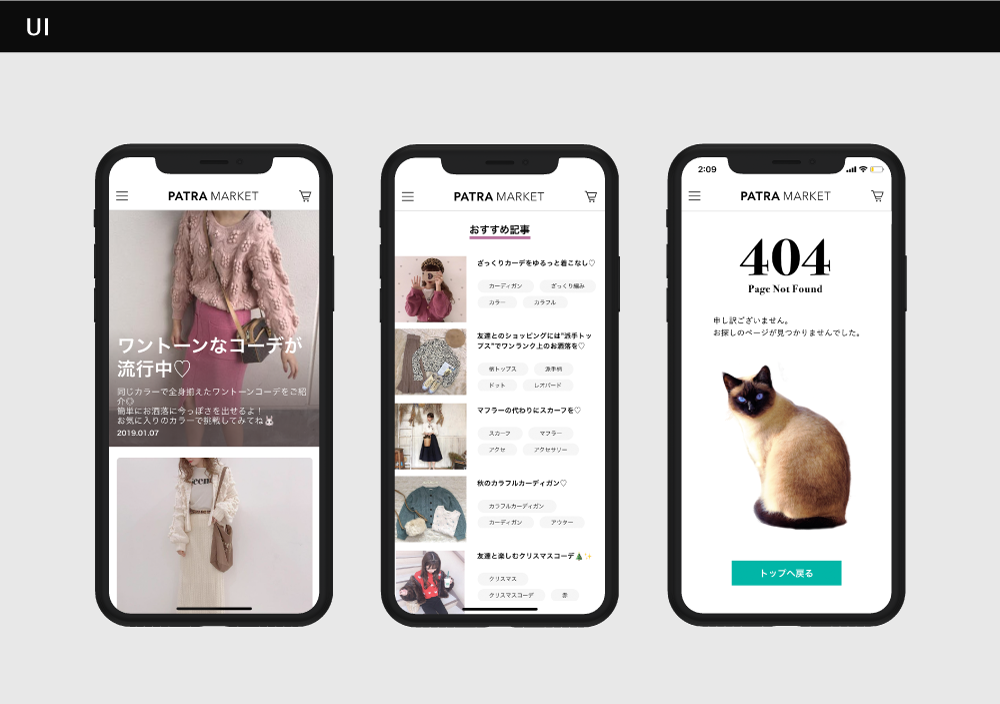 UI
PATRA MARKET
ワントーンなコーデが
流行中♡
同じカラーで全身揃えたワントーンコーデをご紹
介◎
簡単にお洒落に今っぽさを出せるよ！
お気に入りのカラーで挑戦してみてね🐰
2019.01.07
PATRA MARKET
おすすめ記事
ざっくりカーデをゆるっと着こなし♡
カーディガン ざっくり編み
カラー カラフル
友達とのショッピングには"派手トッ
プス"でワンランク上のお洒落を♡
柄トップス 派手柄
ドット レオパード
マフラーの代わりにスカーフを♡
スカーフ マフラー
アクセ アクセサリー
秋のカラフルカーディガン♡
カラフルカーディガン
カーディガン アウター
友達と楽しむクリスマスコーデ🎄✨
クリスマス
クリスマスコーデ 赤
2:09
PATRA MARKET
404
Page Not Found
申し訳ございません。
お探しのページが見つかりませんでした。
トップへ戻る